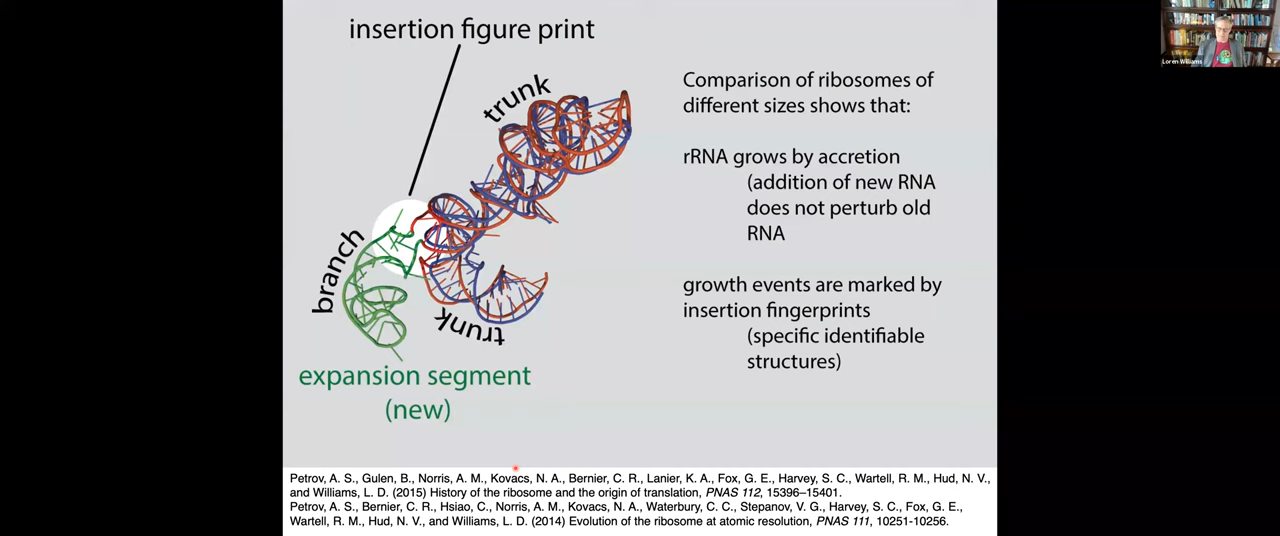 insertion figure print
trunk
branch
trunk
expansion segment
(new)
Comparison of ribosomes of
different sizes shows that:
rRNA grows by accretion
(addition of new RNA
does not perturb old
RNA
growth events are marked by
insertion fingerprints
(specific identifiable
structures)
Petrov, A. S., Gulen, B., Norris, A. M., Kovacs, N. A., Bernier, C. R., Lanier, K. A., Fox, G. E., Harvey, S. C., Wartell, R. M., Hud, N. V.,
and Williams, L. D. (2015) History of the ribosome and the origin of translation, PNAS 112, 15396–15401.
Petrov, A. S., Bernier, C. R., Hsiao, C., Norris, A. M., Kovacs, N. A., Waterbury, C. C., Stepanov, V. G., Harvey, S. C., Fox, G. E.,
Wartell, R. M., Hud, N. V., and Williams, L. D. (2014) Evolution of the ribosome at atomic resolution, PNAS 111, 10251-10256.
Loren Williams